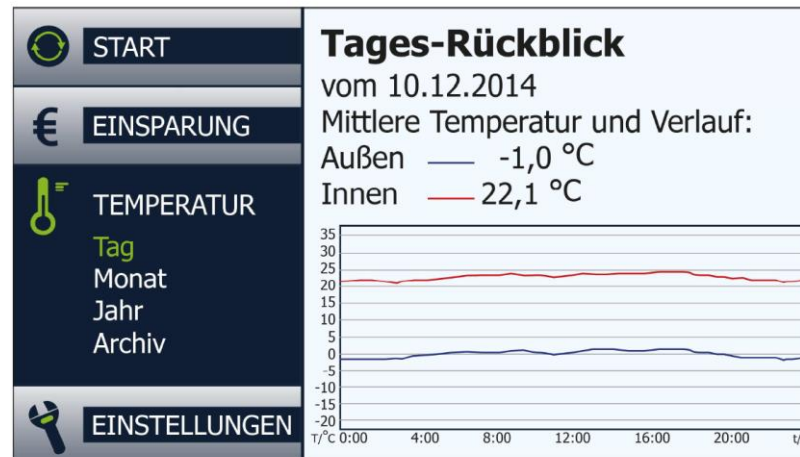 START
€ EINSPARUNG
TEMPERATUR
Tag
Monat
Jahr
Archiv
EINSTELLUNGEN
Tages-Rückblick
vom 10.12.2014
Mittlere Temperatur und Verlauf:
Außen -1,0 °C
Innen 22,1 °C
35
30
25
20
15
10
5
0
-5
-10
-15
-20
T/°C 0:00 4:00 8:00 12:00 16:00 20:00 t/